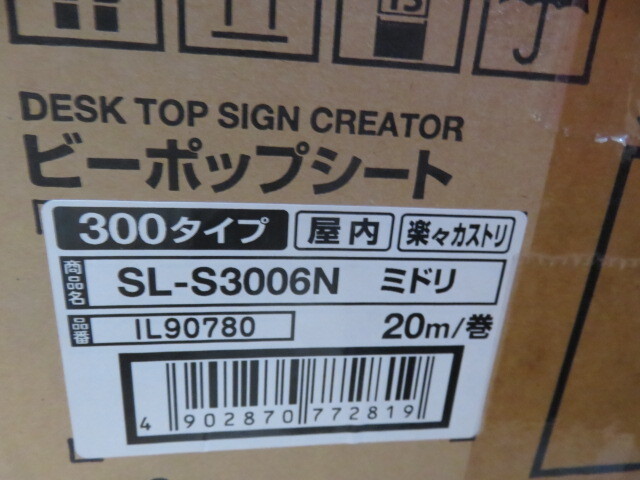 15
DESK TOP SIGN CREATOR
ビーポップシート
300タイプ 屋内 楽々カストリ
商品名 SL-S3006N ミドリ
品番 IL90780 20m/巻
4 902870 772819